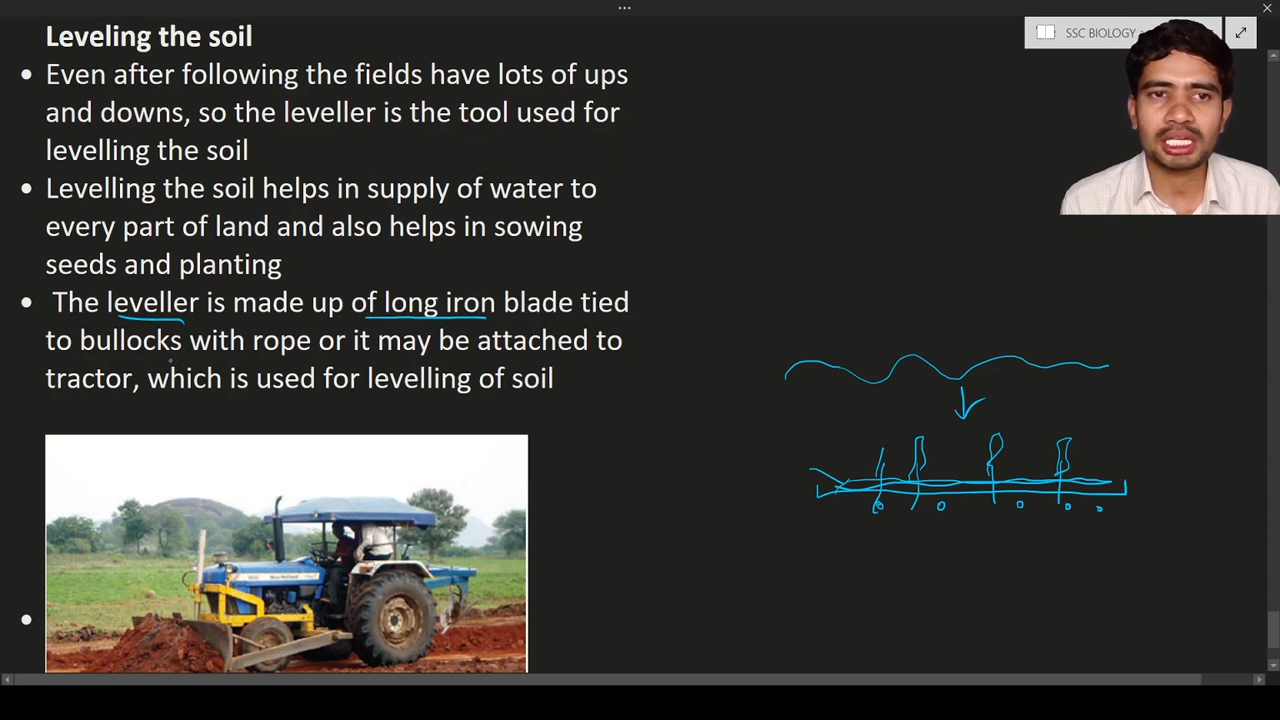 Leveling the soil
SSC BIOLOGY
• Even after following the fields have lots of ups
and downs, so the leveller is the tool used for
levelling the soil
• Levelling the soil helps in supply of water to
every part of land and also helps in sowing
seeds and planting
• The leveller is made up of long iron blade tied
to bullocks with rope or it may be attached to
tractor, which is used for levelling of soil
•